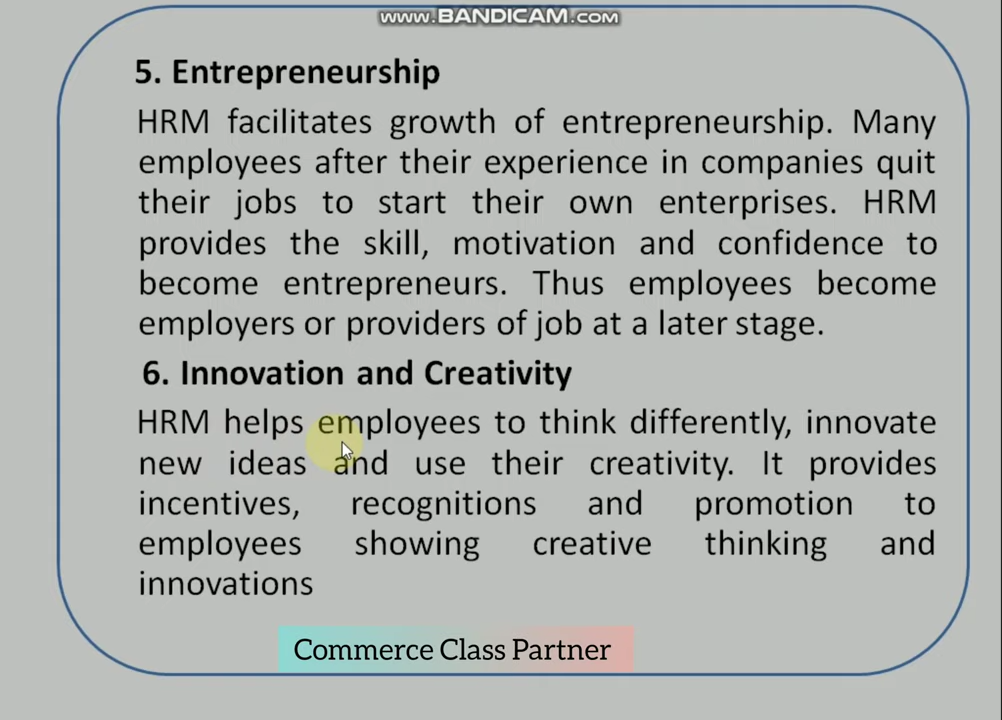 www.BANDICAM.com
5. Entrepreneurship
HRM facilitates growth of entrepreneurship. Many
employees after their experience in companies quit
their jobs to start their own enterprises. HRM
provides the skill, motivation and confidence to
become entrepreneurs. Thus employees become
employers or providers of job at a later stage.
6. Innovation and Creativity
HRM helps employees to think differently, innovate
new ideas and use their creativity. It provides
incentives, recognitions and promotion to
employees showing creative thinking and
innovations
Commerce Class Partner